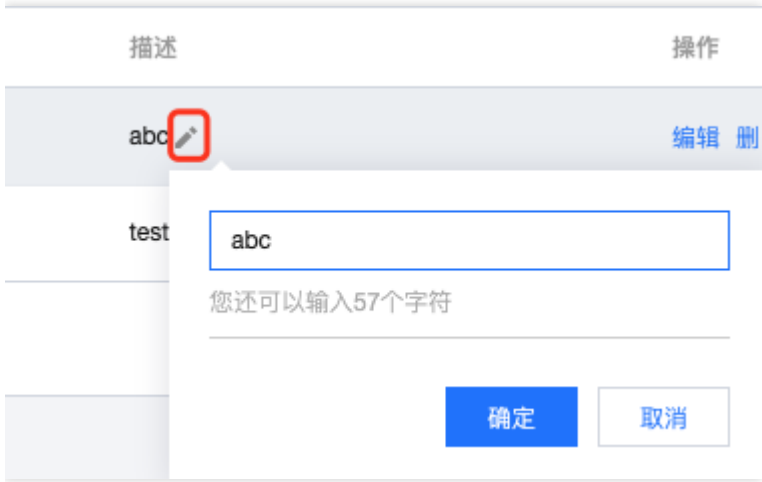 描述 操作
abc 编辑 删
test
abc
您还可以输入57个字符
确定 取消